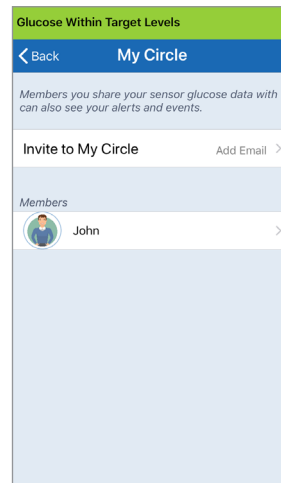 Glucose Within Target Levels
Back My Circle
Members you share your sensor glucose data with
can also see your alerts and events.
Invite to My Circle Add Email
Members
John